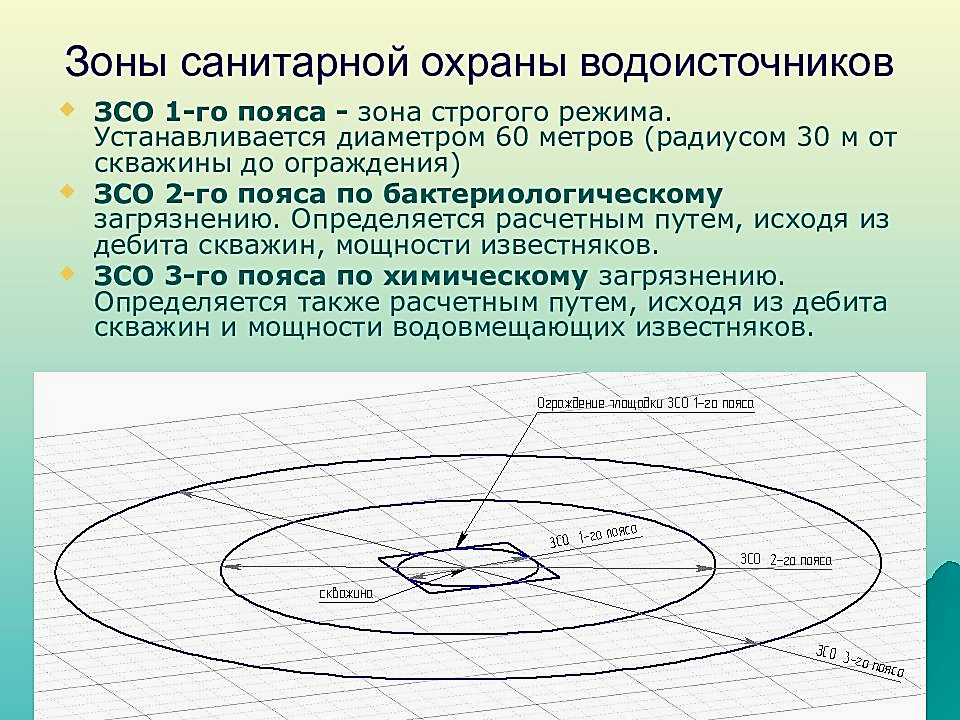 Зоны санитарной охраны водоисточников
ЗСО 1-го пояса - зона строгого режима.
Устанавливается диаметром 60 метров (радиусом 30 м от
скважины до ограждения)
ЗСО 2-го пояса по бактериологическому
загрязнению. Определяется расчетным путем, исходя из
дебита скважин, мощности известняков.
ЗСО 3-го пояса по химическому загрязнению.
Определяется также расчетным путем, исходя из дебита
скважин и мощности водовмещающих известняков.
Ограждение площадки ЗСО 1-го пояса
ЗСО 1-го пояса
ЗСО 2-го пояса
скважина
ЗСО 3-го пояса